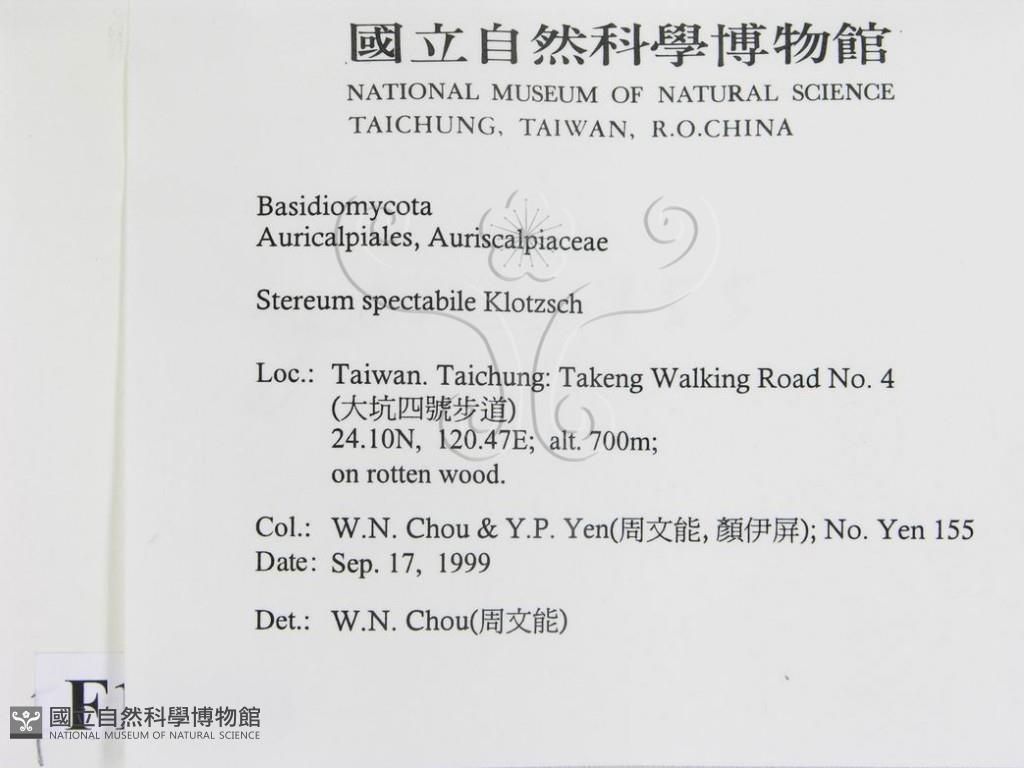 國立自然科學博物館
NATIONAL MUSEUM OF NATURAL SCIENCE
TAICHUNG, TAIWAN, R.O.CHINA
Basidiomycota
Auricalpiales, Auriscalpiaceae
Stereum spectabile Klotzsch
Loc.: Taiwan. Taichung: Takeng Walking Road No. 4
(大坑四號步道)
24.10N, 120.47E; alt. 700m;
on rotten wood.
Col.: W.N. Chou & Y.P. Yen(周文能, 顏伊屏); No. Yen 155
Date: Sep. 17, 1999
Det.: W.N. Chou(周文能)
國立自然科學博物館
NATIONAL MUSEUM OF NATURAL SCIENCE